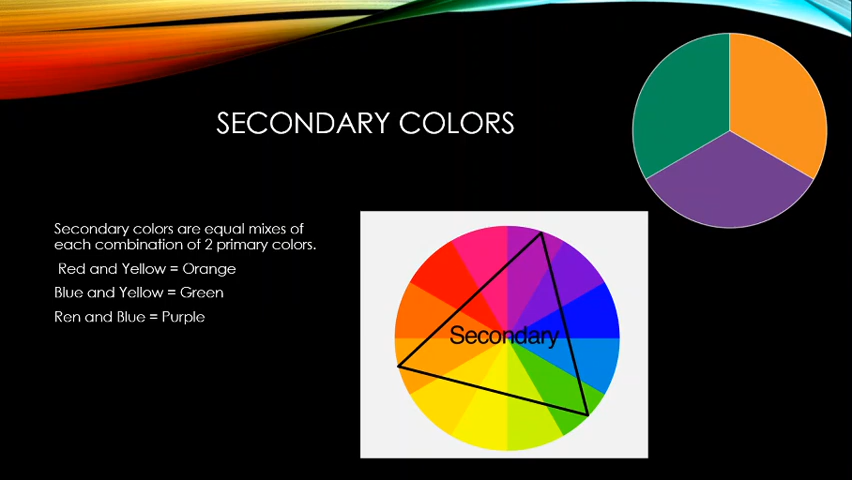 SECONDARY COLORS
Secondary colors are equal mixes of
each combination of 2 primary colors.
Red and Yellow = Orange
Blue and Yellow = Green
Ren and Blue = Purple
Secondary